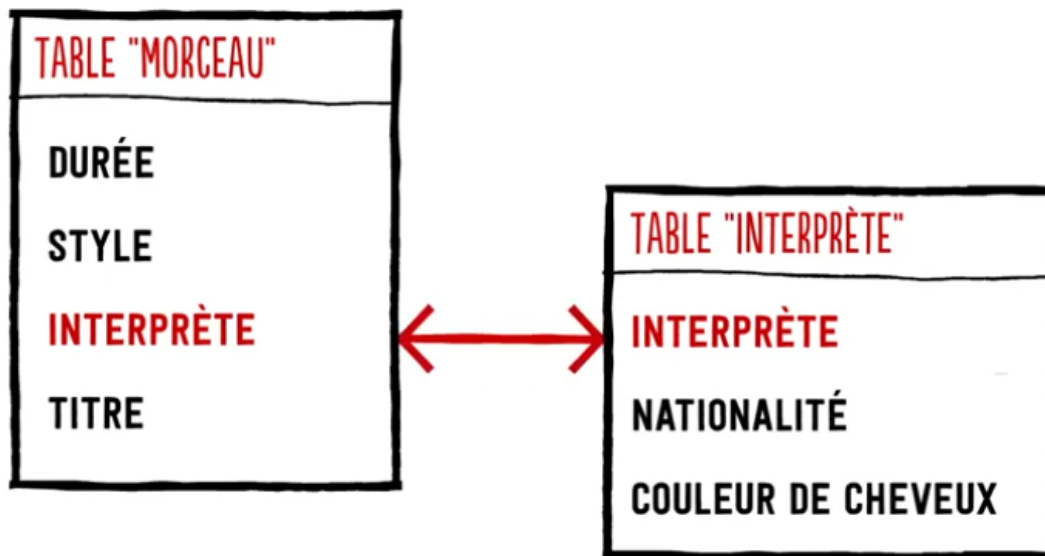 TABLE "MORCEAU"
DURÉE
STYLE
INTERPRÈTE
TITRE
TABLE "INTERPRÈTE"
INTERPRÈTE
NATIONALITÉ
COULEUR DE CHEVEUX